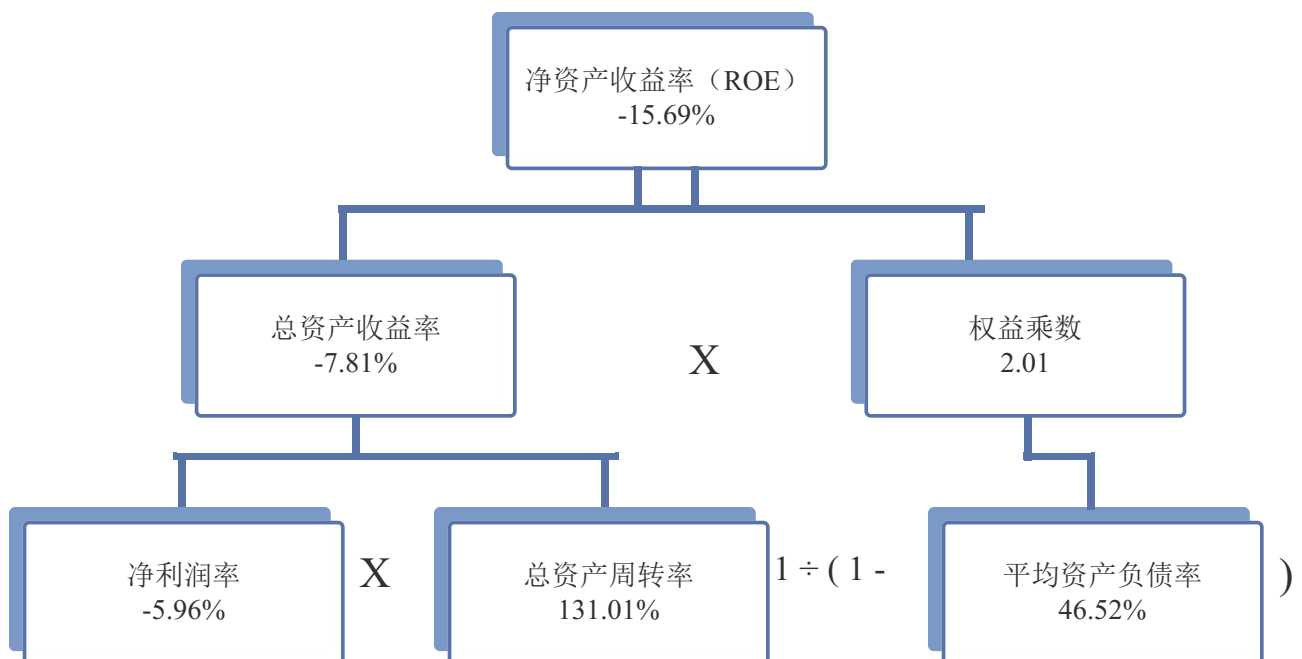 净资产收益率（ROE）
-15.69%
总资产收益率
-7.81%
X
权益乘数
2.01
净利润率
-5.96%
X
总资产周转率
131.01%
1 ÷ ( 1 -
平均资产负债率
46.52%
)